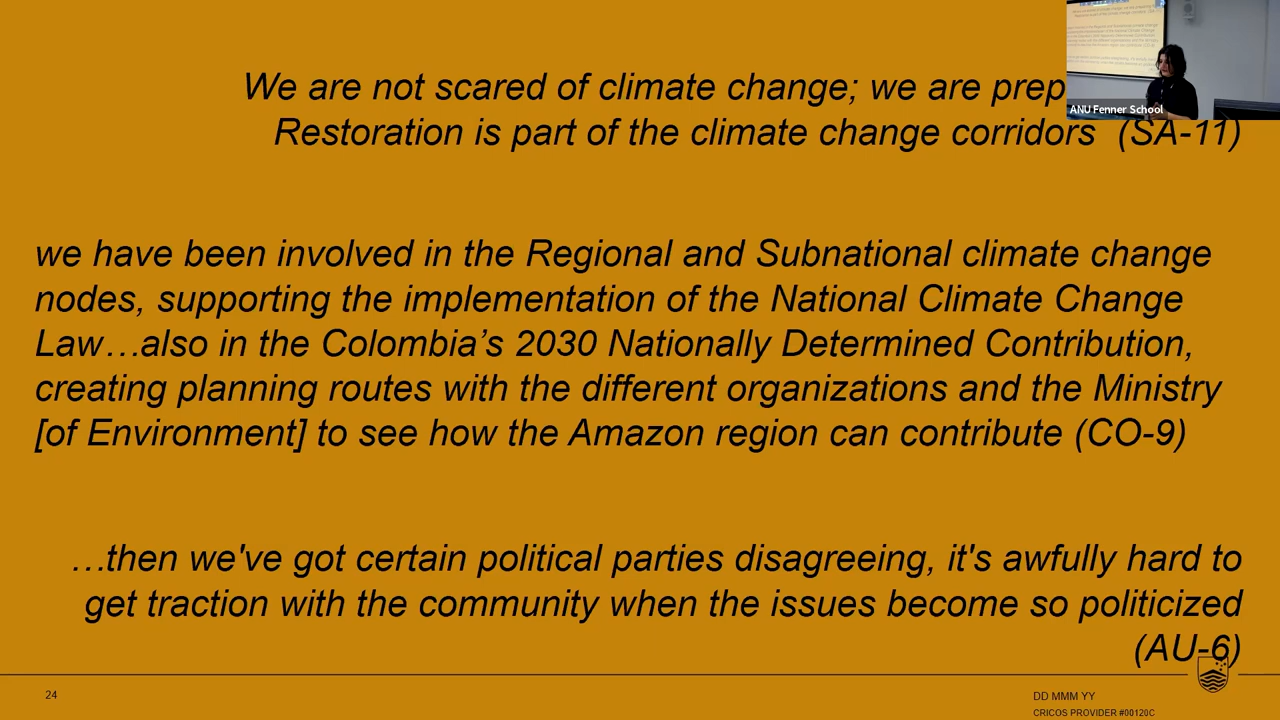 We are not scared of climate change; we are prep
Restoration is part of the climate change corridors (SA-11)
we have been involved in the Regional and Subnational climate change
nodes, supporting the implementation of the National Climate Change
Law…also in the Colombia’s 2030 Nationally Determined Contribution,
creating planning routes with the different organizations and the Ministry
[of Environment] to see how the Amazon region can contribute (CO-9)
…then we've got certain political parties disagreeing, it's awfully hard to
get traction with the community when the issues become so politicized
(AU-6)
ANU Fenner School
24
DD MMM YY
CRICOS PROVIDER #00120C